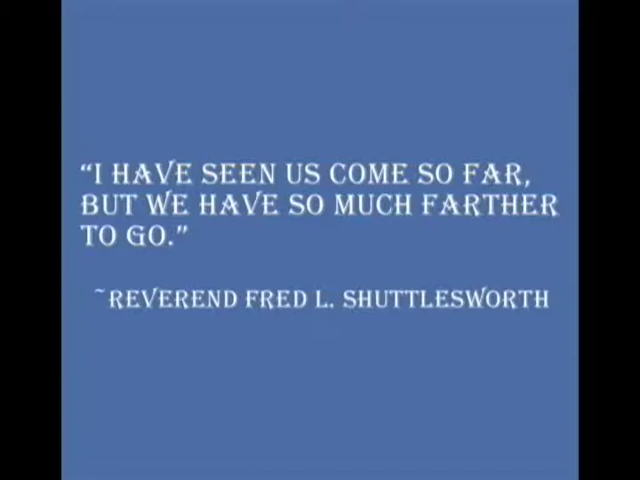 “I HAVE SEEN US COME SO FAR,
BUT WE HAVE SO MUCH FARTHER
TO GO.”
~REVEREND FRED L. SHUTTLESWORTH